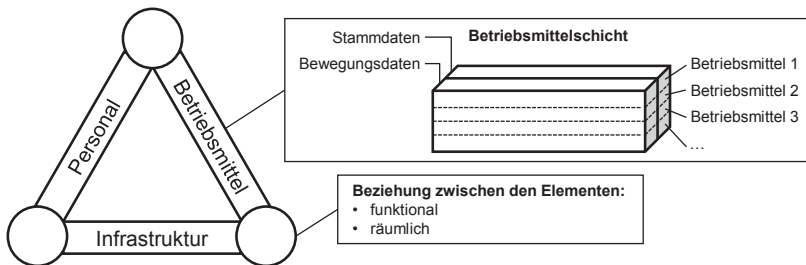 Personal
Betriebsmittel
Infrastruktur
Betriebsmittelschicht
Stammdaten
Bewegungsdaten
Betriebsmittel 1
Betriebsmittel 2
Betriebsmittel 3
...
Beziehung zwischen den Elementen:
• funktional
• räumlich